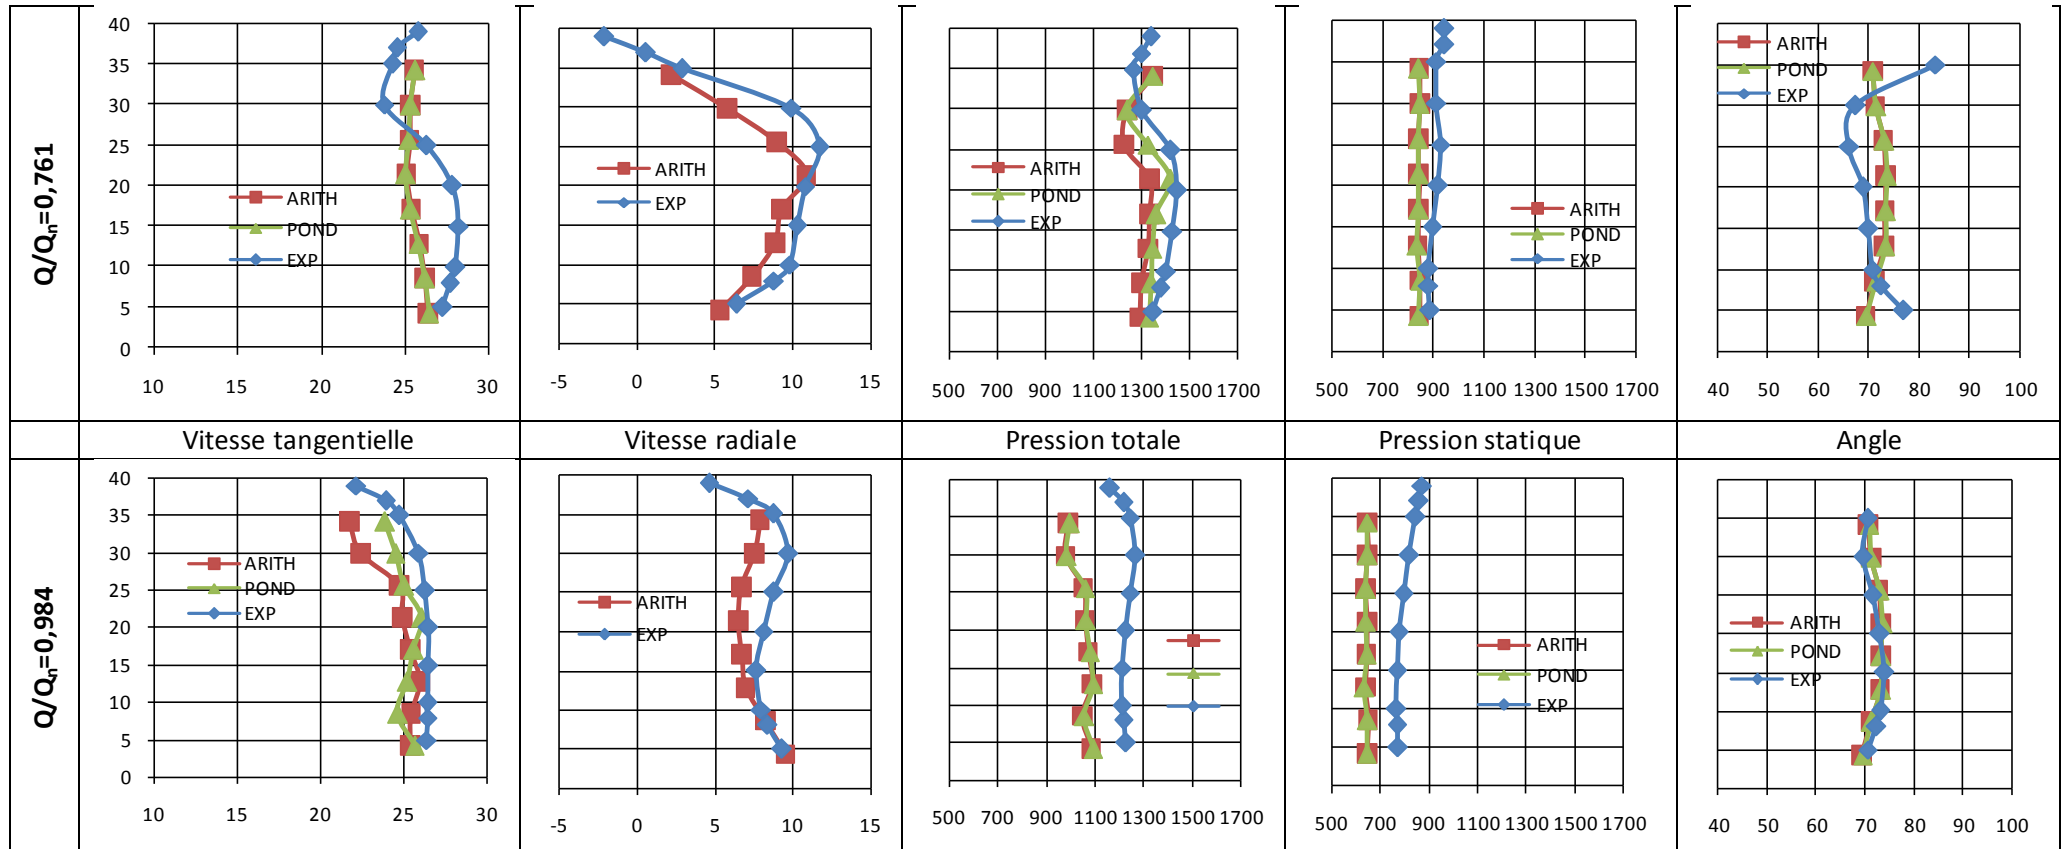 Q/Qn=0,761
40
35
30
25
20
15
10
5
0
10 15 20 25 30
ARITH
POND
EXP
-5 0 5 10 15
ARITH
EXP
500 700 900 1100 1300 1500 1700
ARITH
POND
EXP
500 700 900 1100 1300 1500 1700
ARITH
POND
EXP
40 50 60 70 80 90 100
ARITH
POND
EXP
Vitesse tangentielle Vitesse radiale Pression totale Pression statique Angle
Q/Qn=0,984
40
35
30
25
20
15
10
5
0
10 15 20 25 30
ARITH
POND
EXP
-5 0 5 10 15
ARITH
EXP
500 700 900 1100 1300 1500 1700
500 700 900 1100 1300 1500 1700
ARITH
POND
EXP
40 50 60 70 80 90 100
ARITH
POND
EXP